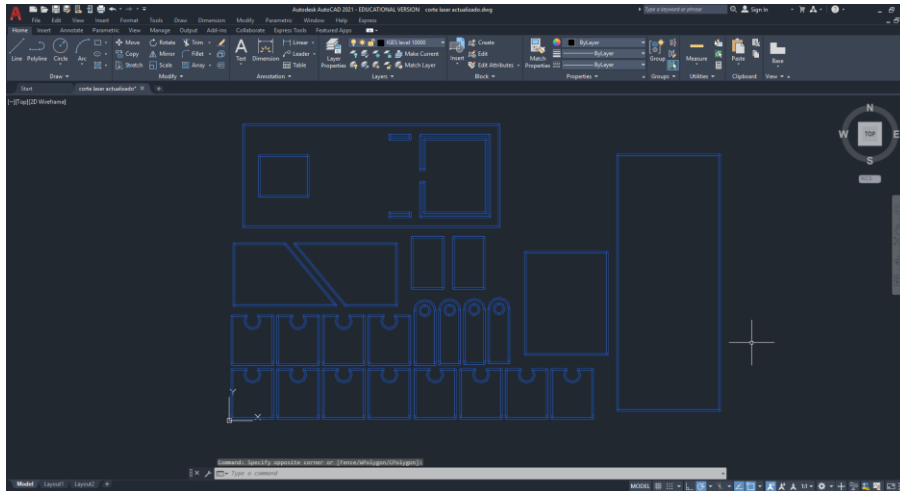 Autodesk AutoCAD 2021 - EDUCATIONAL VERSION corte laser actualizado.dwg
Type a keyword or phrase
Sign In
File Edit View Insert Format Tools Draw Dimension Modify Parametric Window Help Express
Home Insert Annotate Parametric View Manage Output Add-ins Collaborate Express Tools Featured Apps
Line Polyline Circle Arc
Move Rotate Trim
Copy Mirror Fillet
Stretch Scale Array
Text Dimension
Linear
Leader
Table
Layer Properties
IGES level 10000
Make Current
Match Layer
Insert
Create
Edit
Edit Attributes
Match Properties
ByLayer
ByLayer
ByLayer
Group
Measure
Paste
Base
Draw Modify Annotation Layers Block Properties Groups Utilities Clipboard View
Start corte laser actualizado*
[-][Top][2D Wireframe]
N
W TOP E
S
Y
X
Command: Specify opposite corner or [Fence/WPolygon/CPolygon]:
Type a command
Model Layout1 Layout2 +
MODEL
1:1